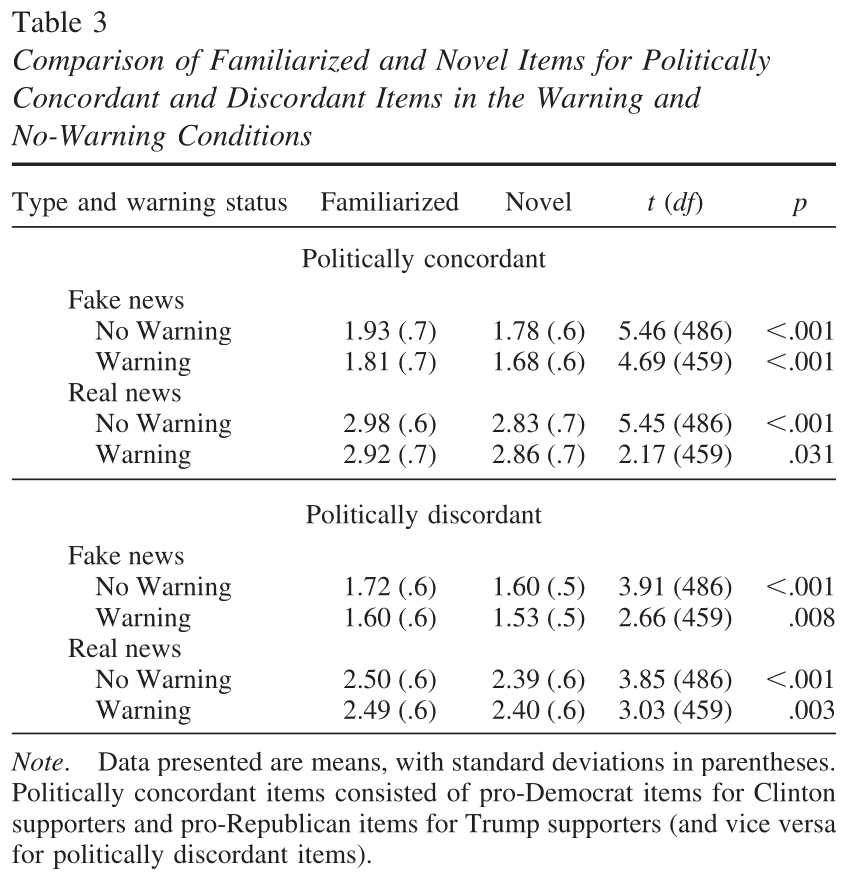 Table 3
Comparison of Familiarized and Novel Items for Politically
Concordant and Discordant Items in the Warning and
No-Warning Conditions
Type and warning status Familiarized Novel t (df) p
Politically concordant
Fake news
No Warning 1.93 (.7) 1.78 (.6) 5.46 (486) <.001
Warning 1.81 (.7) 1.68 (.6) 4.69 (459) <.001
Real news
No Warning 2.98 (.6) 2.83 (.7) 5.45 (486) <.001
Warning 2.92 (.7) 2.86 (.7) 2.17 (459) .031
Politically discordant
Fake news
No Warning 1.72 (.6) 1.60 (.5) 3.91 (486) <.001
Warning 1.60 (.6) 1.53 (.5) 2.66 (459) .008
Real news
No Warning 2.50 (.6) 2.39 (.6) 3.85 (486) <.001
Warning 2.49 (.6) 2.40 (.6) 3.03 (459) .003
Note. Data presented are means, with standard deviations in parentheses.
Politically concordant items consisted of pro-Democrat items for Clinton
supporters and pro-Republican items for Trump supporters (and vice versa
for politically discordant items).